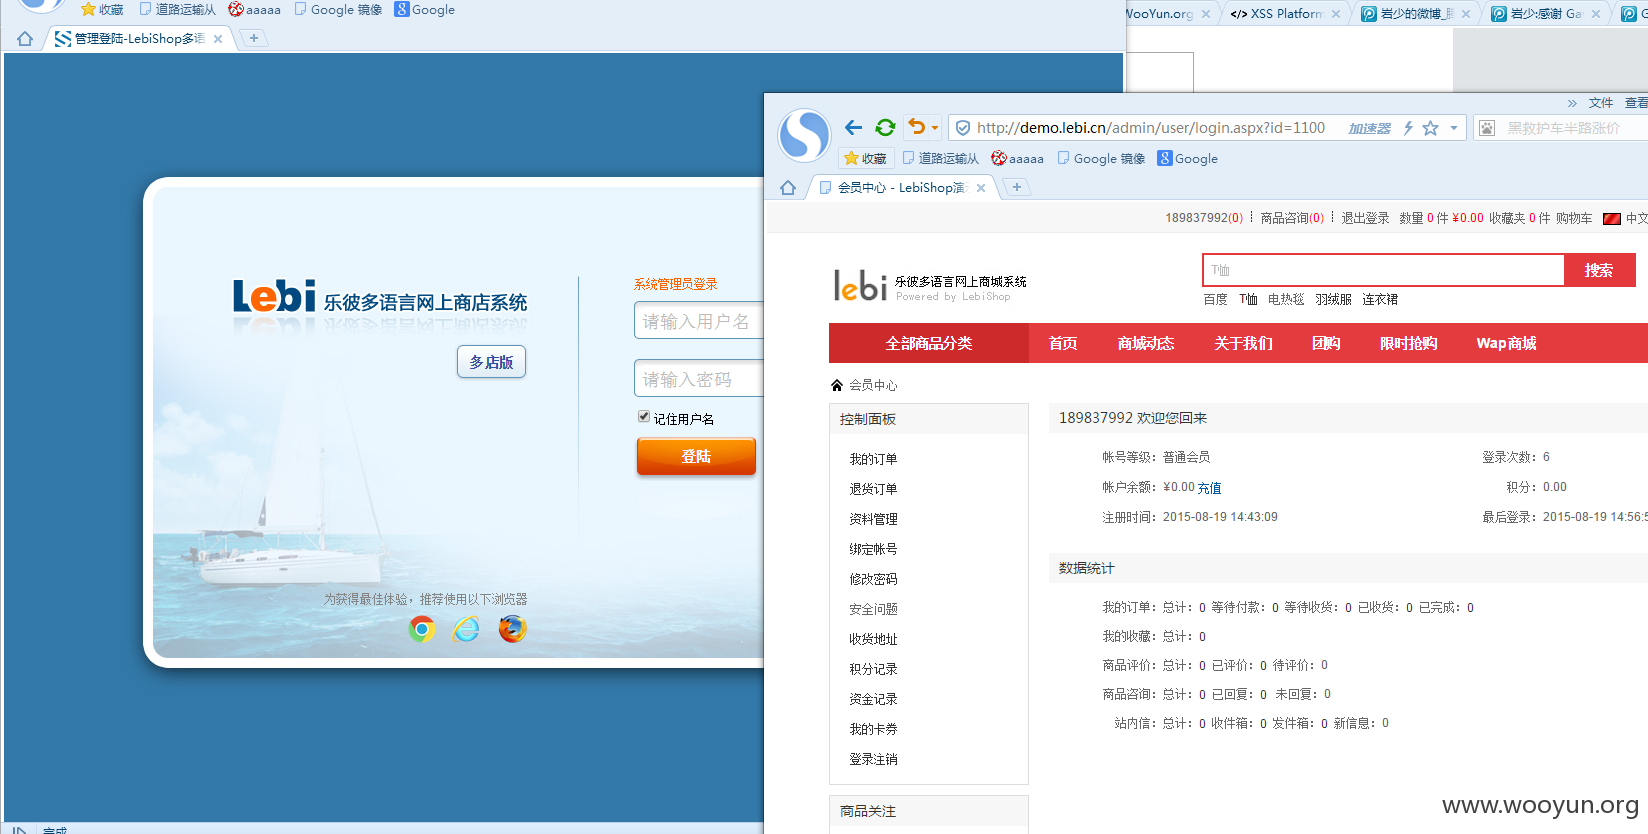 收藏 道路运输从 aaaaa Google 镜像 Google
管理登陆-LebiShop多语
WooYun.org </> XSS Platform 岩少的微博_ 岩少:感谢 Ga G
Lebi 乐彼多语言网上商店系统
多店版
系统管理员登录
请输入用户名
请输入密码
记住用户名
登陆
为获得最佳体验，推荐使用以下浏览器
完成
» 文件 查看
http://demo.lebi.cn/admin/user/login.aspx?id=1100 加速器 黑救护车半路涨价
收藏 道路运输从 aaaaa Google 镜像 Google
会员中心 - LebiShop演
189837992(0) 商品咨询(0) 退出登录 数量 0 件 ¥0.00 收藏夹 0 件 购物车 中文
lebi 乐彼多语言网上商城系统
Powered by LebiShop
T恤 搜索
百度 T恤 电热毯 羽绒服 连衣裙
全部商品分类 首页 商城动态 关于我们 团购 限时抢购 Wap商城
会员中心
控制面板
我的订单
退货订单
资料管理
绑定帐号
修改密码
安全问题
收货地址
积分记录
资金记录
我的卡券
登录注销
商品关注
189837992 欢迎您回来
帐号等级：普通会员 登录次数：6
帐户余额：¥0.00 充值 积分：0.00
注册时间：2015-08-19 14:43:09 最后登录：2015-08-19 14:56:5
数据统计
我的订单：总计：0 等待付款：0 等待收货：0 已收货：0 已完成：0
我的收藏：总计：0
商品评价：总计：0 已评价：0 待评价：0
商品咨询：总计：0 已回复：0 未回复：0
站内信：总计：0 收件箱：0 发件箱：0 新信息：0
www.wooyun.org